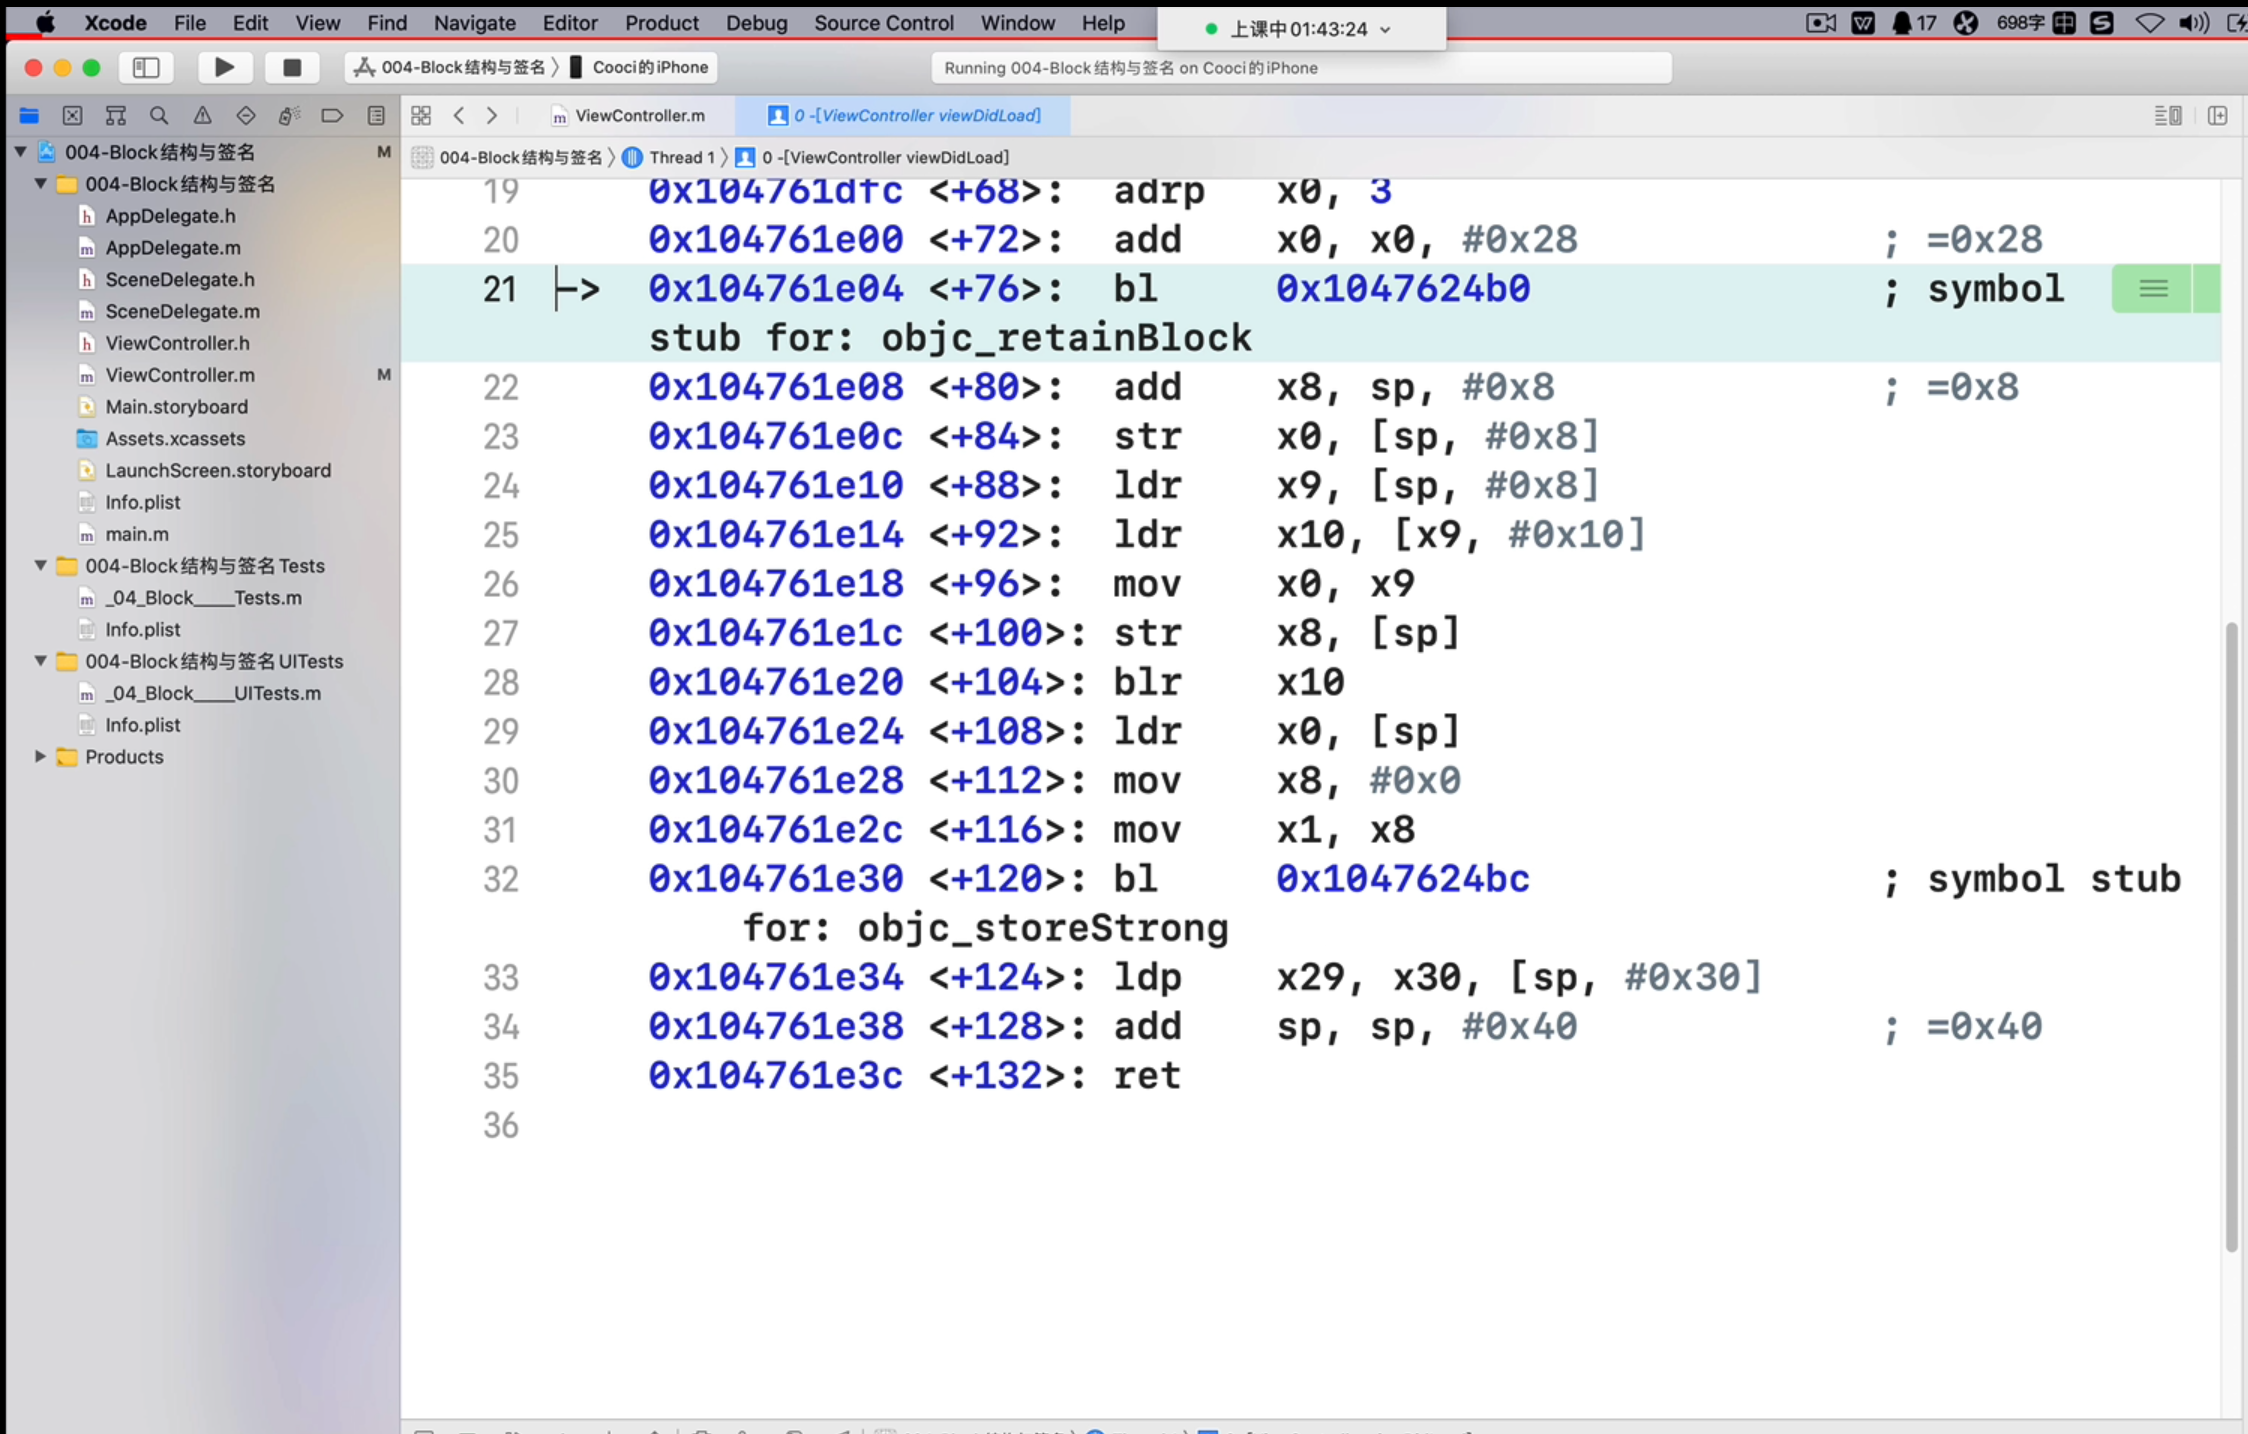 Xcode File Edit View Find Navigate Editor Product Debug Source Control Window Help
上课中01:43:24
17 698字 中
004-Block结构与签名 〉 Cooci的iPhone
Running 004-Block结构与签名 on Cooci的iPhone
ViewController.m
0 -[ViewController viewDidLoad]
004-Block结构与签名 〉 Thread 1 〉 0 -[ViewController viewDidLoad]
004-Block结构与签名 M
004-Block结构与签名
h AppDelegate.h
m AppDelegate.m
h SceneDelegate.h
m SceneDelegate.m
h ViewController.h
m ViewController.m M
Main.storyboard
Assets.xcassets
LaunchScreen.storyboard
Info.plist
m main.m
004-Block结构与签名Tests
m _04_Block____Tests.m
Info.plist
004-Block结构与签名UITests
m _04_Block____UITests.m
Info.plist
Products
19 0x104761dfc <+68>: adrp x0, 3
20 0x104761e00 <+72>: add x0, x0, #0x28 ; =0x28
21 -> 0x104761e04 <+76>: bl 0x1047624b0 ; symbol
stub for: objc_retainBlock
22 0x104761e08 <+80>: add x8, sp, #0x8 ; =0x8
23 0x104761e0c <+84>: str x0, [sp, #0x8]
24 0x104761e10 <+88>: ldr x9, [sp, #0x8]
25 0x104761e14 <+92>: ldr x10, [x9, #0x10]
26 0x104761e18 <+96>: mov x0, x9
27 0x104761e1c <+100>: str x8, [sp]
28 0x104761e20 <+104>: blr x10
29 0x104761e24 <+108>: ldr x0, [sp]
30 0x104761e28 <+112>: mov x8, #0x0
31 0x104761e2c <+116>: mov x1, x8
32 0x104761e30 <+120>: bl 0x1047624bc ; symbol stub
for: objc_storeStrong
33 0x104761e34 <+124>: ldp x29, x30, [sp, #0x30]
34 0x104761e38 <+128>: add sp, sp, #0x40 ; =0x40
35 0x104761e3c <+132>: ret
36